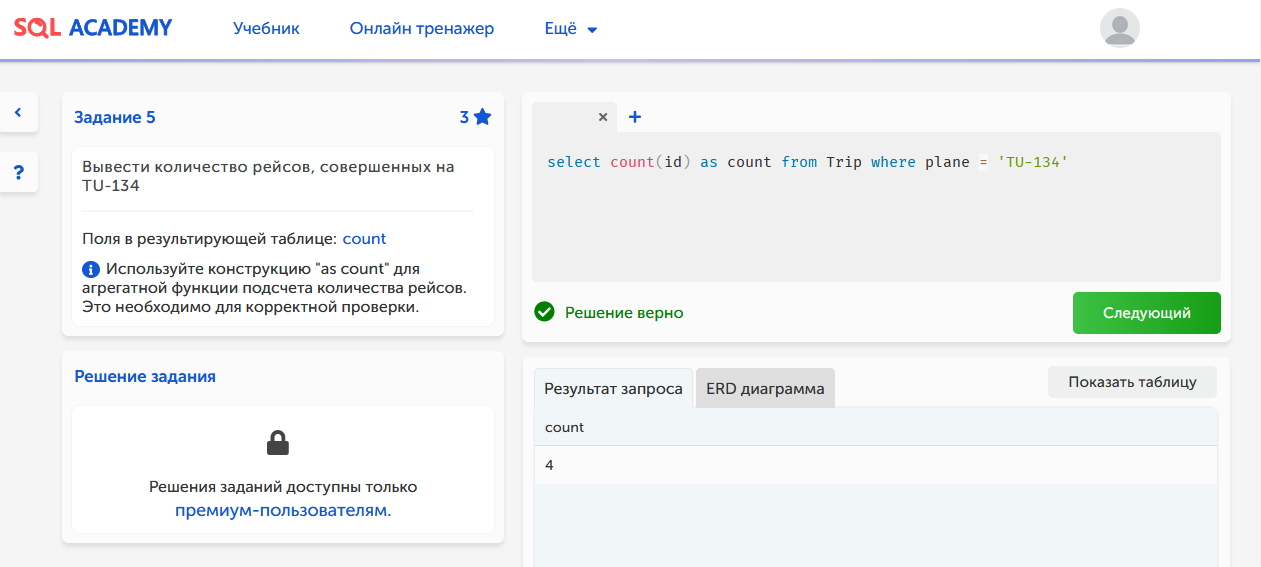 SQL ACADEMY
Учебник
Онлайн тренажер
Ещё
Задание 5
3
Вывести количество рейсов, совершенных на
TU-134
Поля в результирующей таблице: count
Используйте конструкцию "as count" для
агрегатной функции подсчета количества рейсов.
Это необходимо для корректной проверки.
Решение задания
Решения заданий доступны только
премиум-пользователям.
?
× +
select count(id) as count from Trip where plane = 'TU-134'
Решение верно
Следующий
Результат запроса
ERD диаграмма
Показать таблицу
count
4